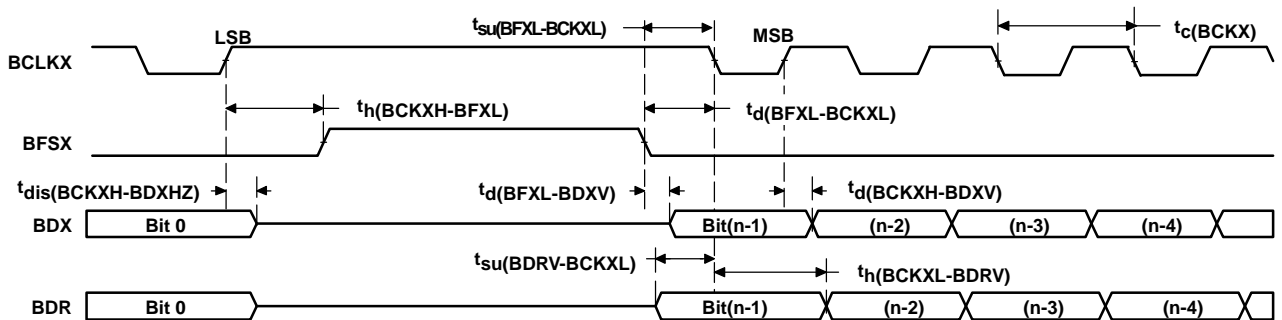 LSB tsu(BFXL-BCKXL) MSB tc(BCKX)
BCLKX
th(BCKXH-BFXL) td(BFXL-BCKXL)
BFSX
tdis(BCKXH-BDXHZ) td(BFXL-BDXV) td(BCKXH-BDXV)
BDX Bit 0 Bit(n-1) (n-2) (n-3) (n-4)
tsu(BDRV-BCKXL) th(BCKXL-BDRV)
BDR Bit 0 Bit(n-1) (n-2) (n-3) (n-4)